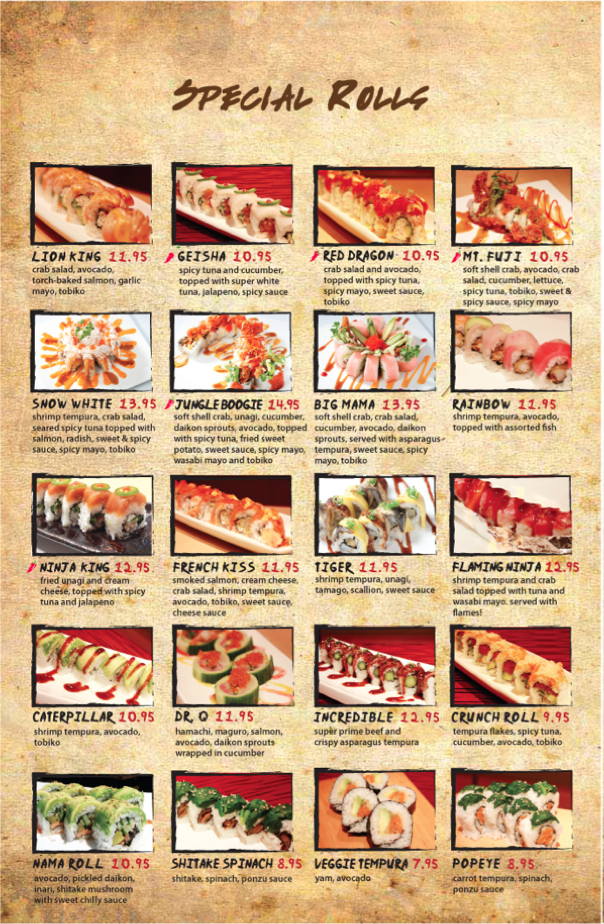 SPECIAL ROLLS
LION KING 11.95
crab salad, avocado,
torch-baked salmon, garlic
mayo, tobiko
GEISHA 10.95
spicy tuna and cucumber,
topped with super white
tuna, jalapeno, spicy sauce
RED DRAGON 10.95
crab salad and avocado,
topped with spicy tuna,
spicy mayo, sweet sauce,
tobiko
MT. FUJI 10.95
soft shell crab, avocado, crab
salad, cucumber, lettuce,
spicy tuna, tobiko, sweet &
spicy sauce, spicy mayo
SNOW WHITE 13.95
shrimp tempura, crab salad,
seared spicy tuna topped with
salmon, radish, sweet & spicy
sauce, spicy mayo, tobiko
JUNGLE BOOGIE 14.95
soft shell crab, unagi, cucumber,
daikon sprouts, avocado, topped
with spicy tuna, fried sweet
potato, sweet sauce, spicy mayo,
wasabi mayo and tobiko
BIG MAMA 13.95
soft shell crab, crab salad,
cucumber, avocado, daikon
sprouts, served with asparagus
tempura, sweet sauce, spicy
mayo, tobiko
RAINBOW 11.95
shrimp tempura, avocado,
topped with assorted fish
NINJA KING 12.95
fried unagi and cream
cheese, topped with spicy
tuna and jalapeno
FRENCH KISS 11.95
smoked salmon, cream cheese,
crab salad, shrimp tempura,
avocado, tobiko, sweet sauce,
cheese sauce
TIGER 11.95
shrimp tempura, unagi,
tamago, scallion, sweet sauce
FLAMING NINJA 12.95
shrimp tempura and crab
salad topped with tuna and
wasabi mayo. served with
flames!
CATERPILLAR 10.95
shrimp tempura, avocado,
tobiko
DR. Q 11.95
hamachi, maguro, salmon,
avocado, daikon sprouts
wrapped in cucumber
INCREDIBLE 12.95
super prime beef and
crispy asparagus tempura
CRUNCH ROLL 9.95
tempura flakes, spicy tuna,
cucumber, avocado, tobiko
NAMA ROLL 10.95
avocado, pickled daikon,
inari, shitake mushroom
with sweet chilly sauce
SHITAKE SPINACH 8.95
shitake, spinach, ponzu sauce
VEGGIE TEMPURA 7.95
yam, avocado
POPEYE 8.95
carrot tempura, spinach,
ponzu sauce